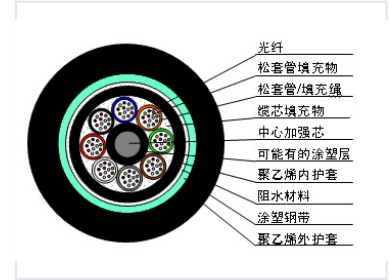 光纤
松套管填充物
松套管/填充绳
缆芯填充物
中心加强芯
可能有的涂塑层
聚乙烯内护套
阻水材料
涂塑钢带
聚乙烯外护套